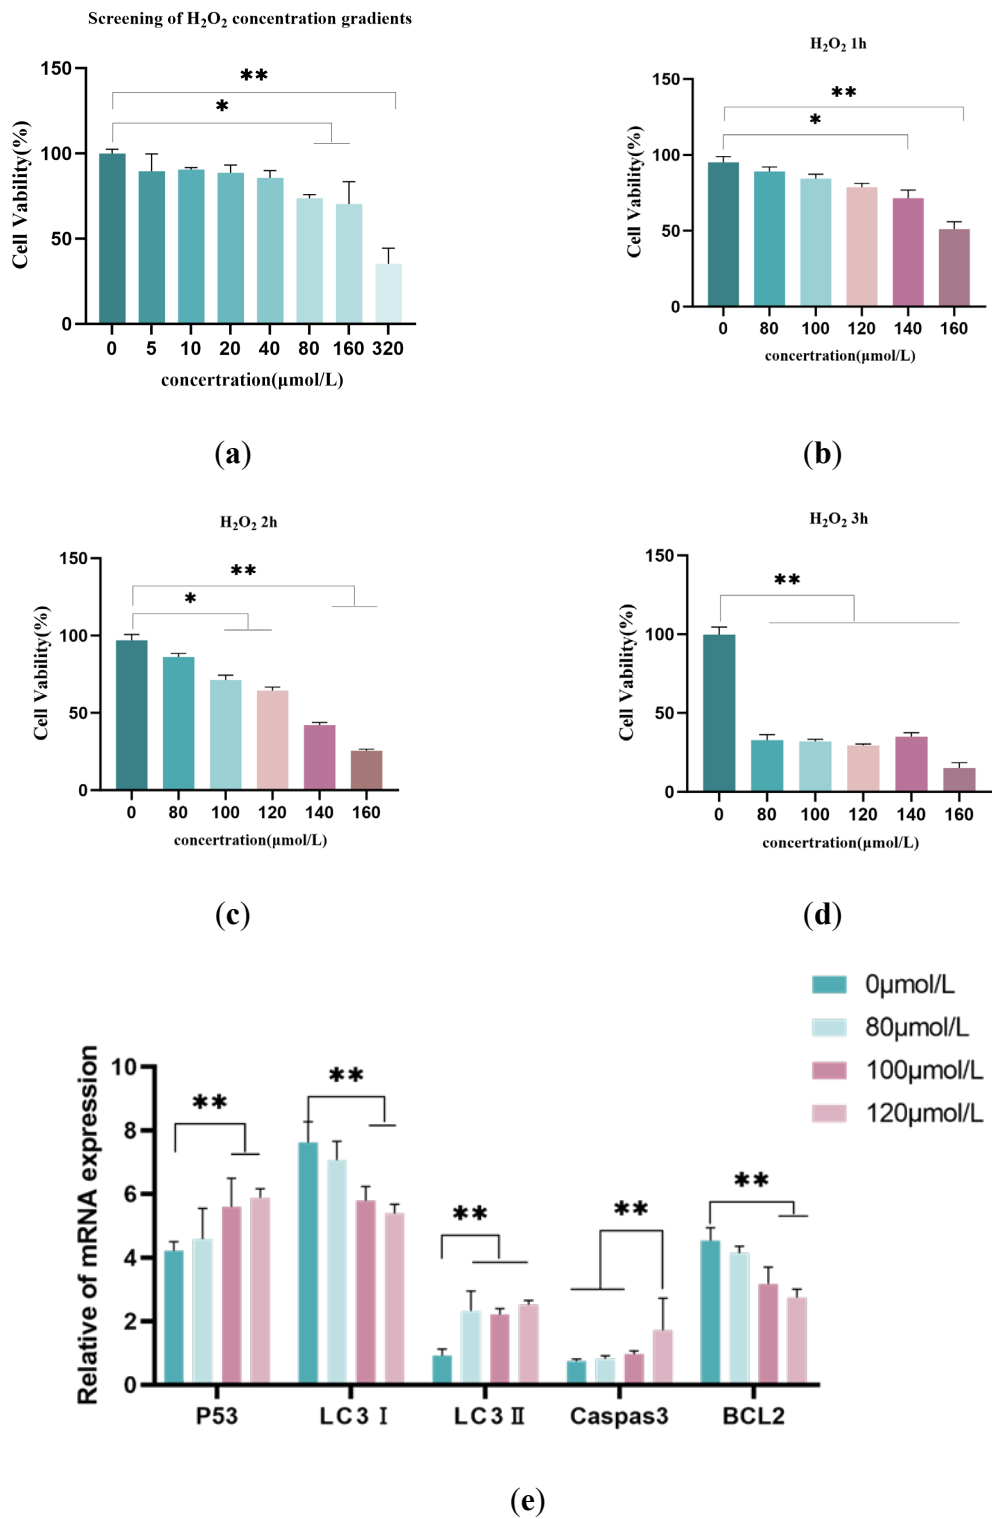 Screening of H₂O₂ concentration gradients
**
*
Cell Vability(%)
150
100
50
0
0 5 10 20 40 80 160 320
concertration(μmol/L)
(a)
H₂O₂ 1h
**
*
Cell Vability(%)
150
100
50
0
0 80 100 120 140 160
concertration(μmol/L)
(b)
H₂O₂ 2h
**
*
Cell Vability(%)
150
100
50
0
0 80 100 120 140 160
concertration(μmol/L)
(c)
H₂O₂ 3h
**
Cell Vability(%)
150
100
50
0
0 80 100 120 140 160
concertration(μmol/L)
(d)
0μmol/L
80μmol/L
100μmol/L
120μmol/L
Relative of mRNA expression
10
8
6
4
2
0
**
**
**
**
**
P53 LC3 Ⅰ LC3 Ⅱ Caspas3 BCL2
(e)